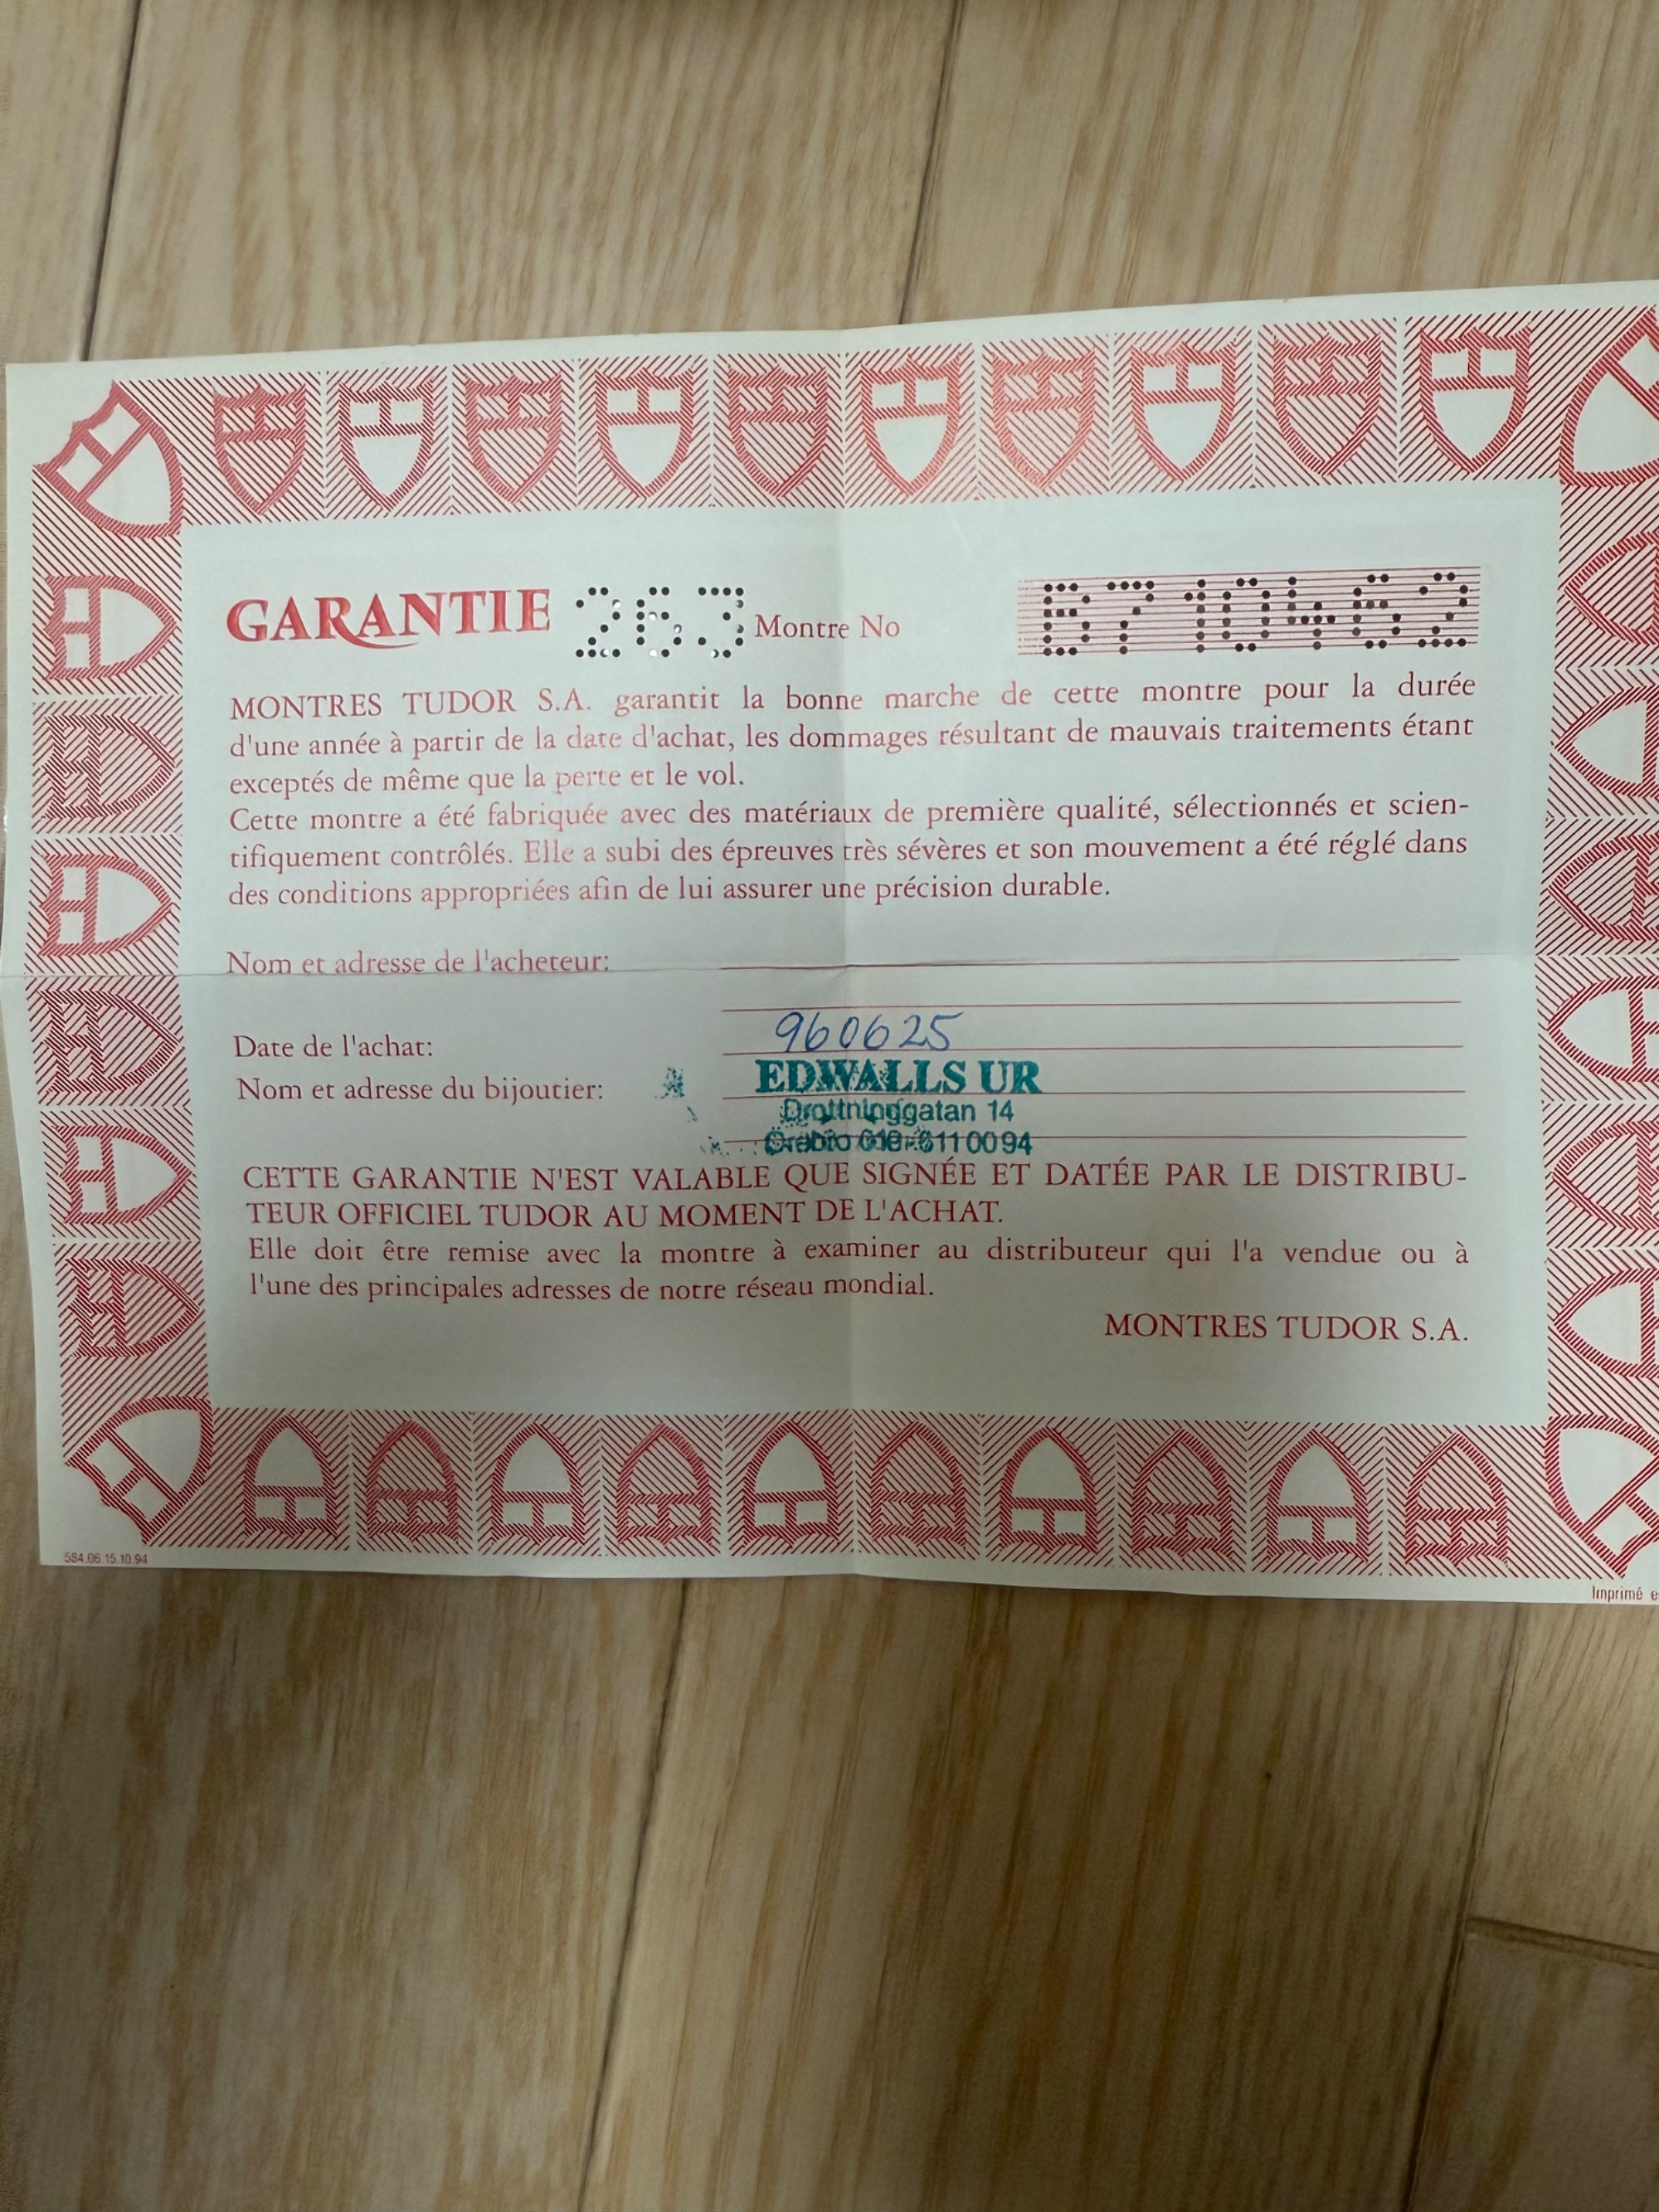 GARANTIE 263 Montre No B710462
MONTRES TUDOR S.A. garantit la bonne marche de cette montre pour la durée
d'une année à partir de la date d'achat, les dommages résultant de mauvais traitements étant
exceptés de même que la perte et le vol.
Cette montre a été fabriquée avec des matériaux de première qualité, sélectionnés et scien-
tifiquement contrôlés. Elle a subi des épreuves très sévères et son mouvement a été réglé dans
des conditions appropriées afin de lui assurer une précision durable.
Nom et adresse de l'acheteur:
Date de l'achat: 960625
Nom et adresse du bijoutier: EDWALLS UR
Drottninggatan 14
Örebro 019-611 00 94
CETTE GARANTIE N'EST VALABLE QUE SIGNÉE ET DATÉE PAR LE DISTRIBU-
TEUR OFFICIEL TUDOR AU MOMENT DE L'ACHAT.
Elle doit être remise avec la montre à examiner au distributeur qui l'a vendue ou à
l'une des principales adresses de notre réseau mondial.
MONTRES TUDOR S.A.
584.06.15.10.94
Imprimé